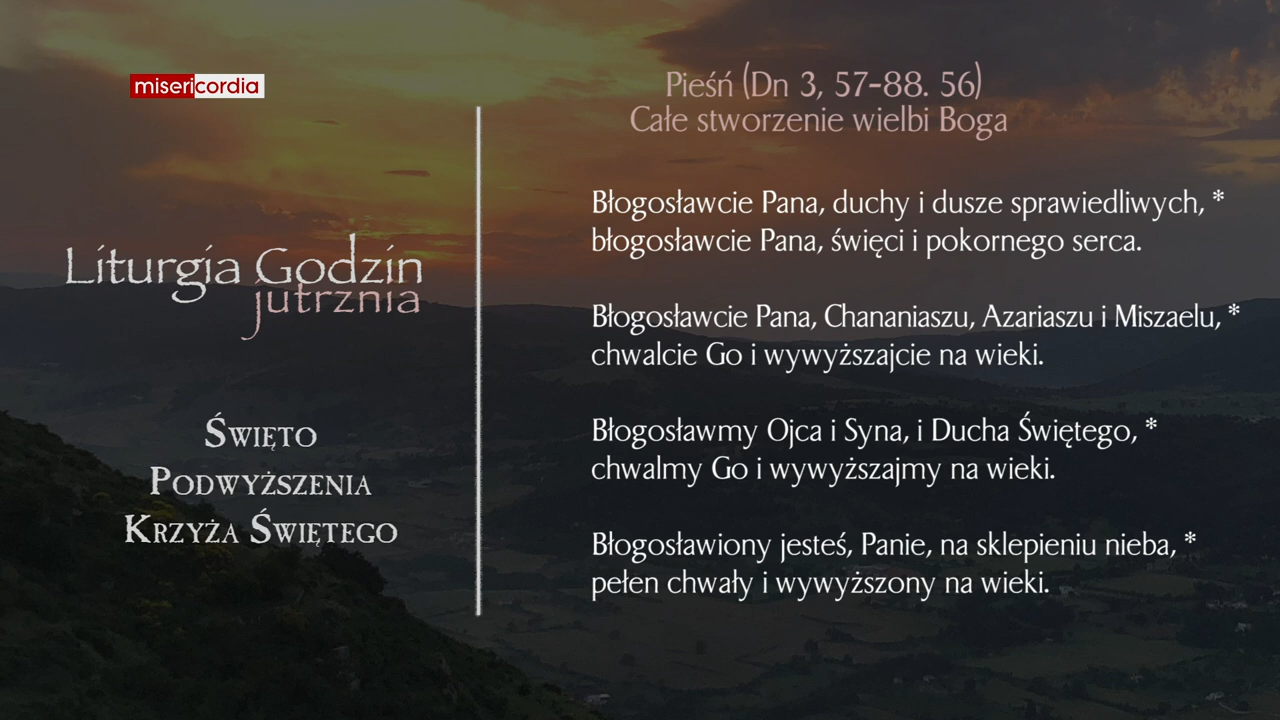 misericordia
Liturgia Godzin
jutrznia
Święto
Podwyższenia
Krzyża Świętego
Pieśń (Dn 3, 57-88. 56)
Całe stworzenie wielbi Boga
Błogosławcie Pana, duchy i dusze sprawiedliwych, *
błogosławcie Pana, święci i pokornego serca.
Błogosławcie Pana, Chananiaszu, Azariaszu i Miszaelu, *
chwalcie Go i wywyższajcie na wieki.
Błogosławmy Ojca i Syna, i Ducha Świętego, *
chwalmy Go i wywyższajmy na wieki.
Błogosławiony jesteś, Panie, na sklepieniu nieba, *
pełen chwały i wywyższony na wieki.